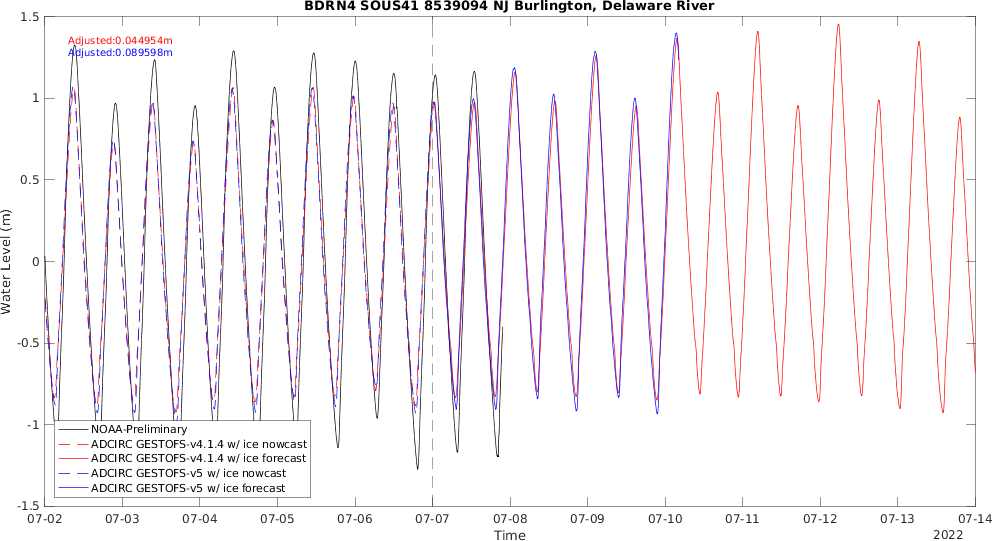 BDRN4 SOUS41 8539094 NJ Burlington, Delaware River
Adjusted:0.044954m
Adjusted:0.089598m
1.5
1
0.5
0
-0.5
-1
-1.5
Water Level (m)
NOAA-Preliminary
ADCIRC GESTOFS-v4.1.4 w/ ice nowcast
ADCIRC GESTOFS-v4.1.4 w/ ice forecast
ADCIRC GESTOFS-v5 w/ ice nowcast
ADCIRC GESTOFS-v5 w/ ice forecast
07-02 07-03 07-04 07-05 07-06 07-07 07-08 07-09 07-10 07-11 07-12 07-13 07-14
Time
2022